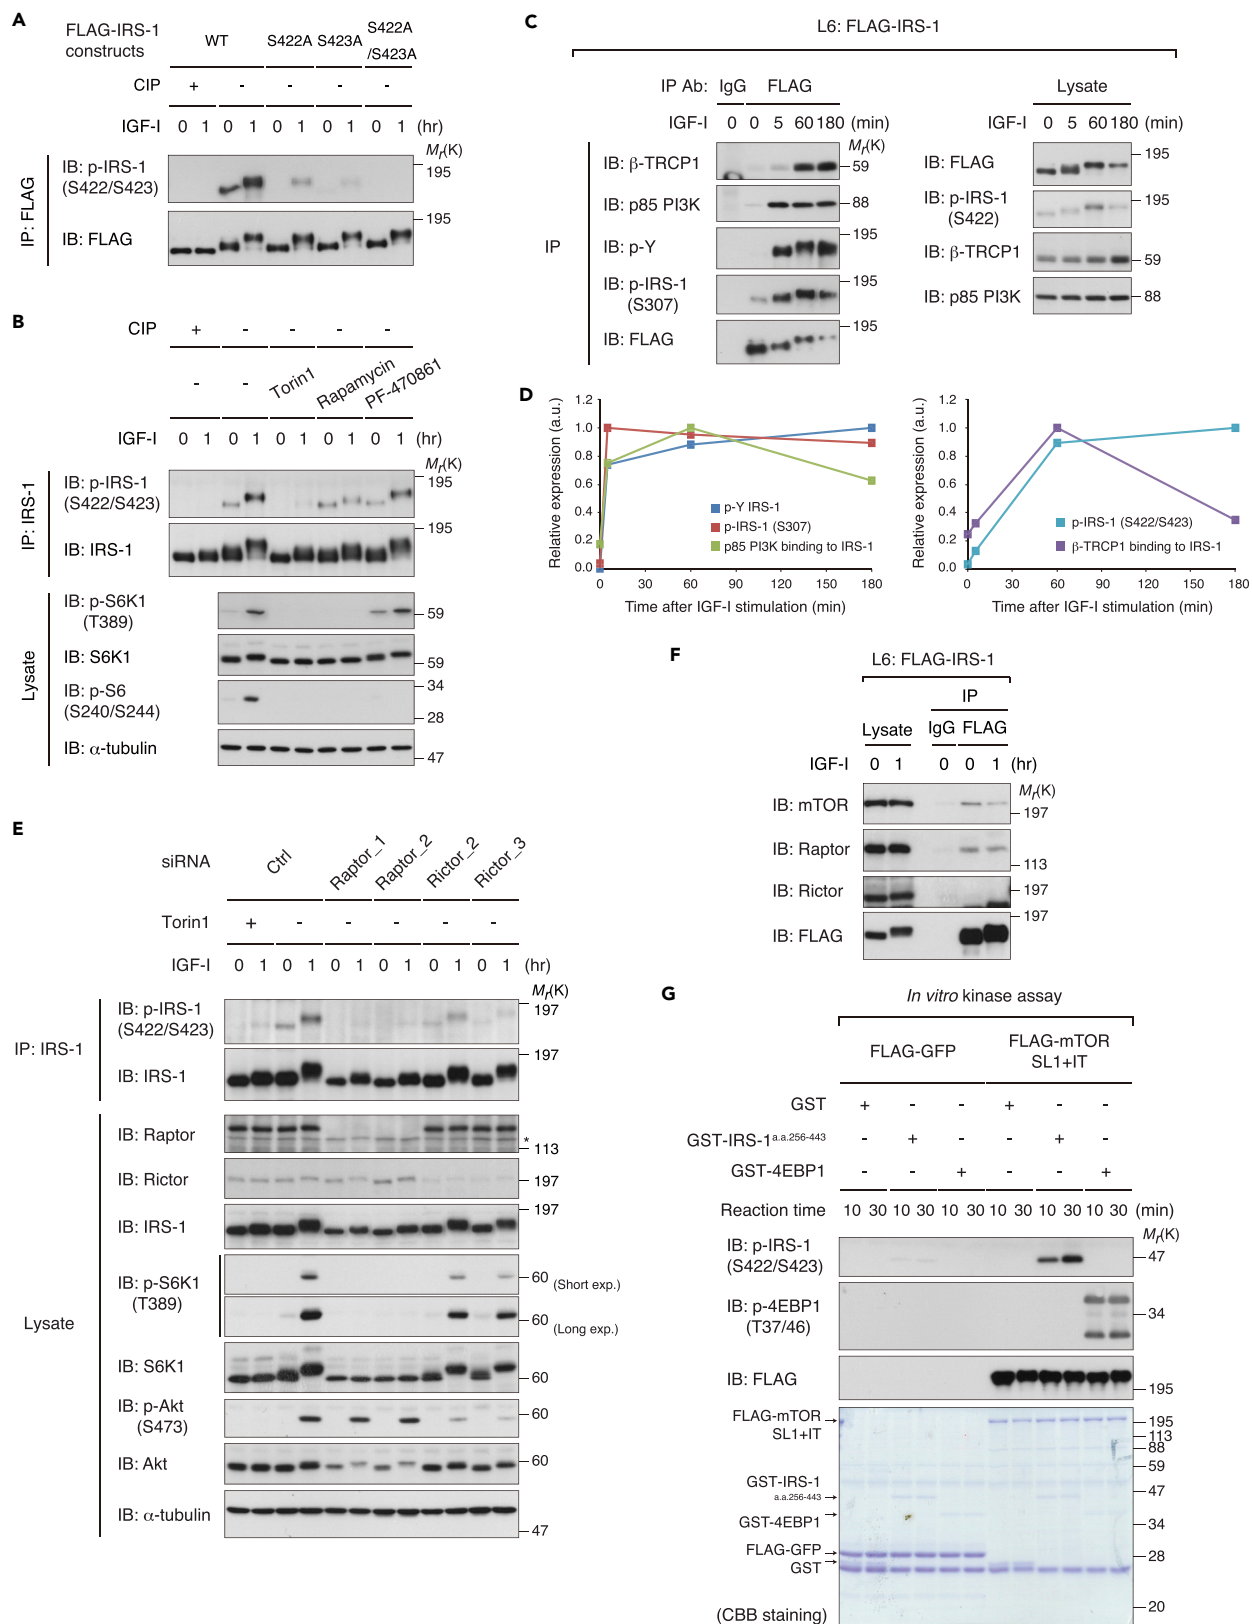 A
FLAG-IRS-1 constructs
WT S422A S423A S422A/S423A
CIP + - - - -
IGF-I 0 1 0 1 0 1 0 1 0 1 (hr)
Mr(K)
IP: FLAG
IB: p-IRS-1 (S422/S423) 195
IB: FLAG 195
B
CIP + - - - -
- - Torin1 Rapamycin PF-470861
IGF-I 0 1 0 1 0 1 0 1 0 1 (hr)
Mr(K)
IP: IRS-1
IB: p-IRS-1 (S422/S423) 195
IB: IRS-1 195
Lysate
IB: p-S6K1 (T389) 59
IB: S6K1 59
IB: p-S6 (S240/S244) 34 28
IB: α-tubulin 47
C
L6: FLAG-IRS-1
IP Ab: IgG FLAG
IGF-I 0 0 5 60 180 (min)
Mr(K)
IP
IB: β-TRCP1 59
IB: p85 PI3K 88
IB: p-Y 195
IB: p-IRS-1 (S307) 195
IB: FLAG 195
Lysate
IGF-I 0 5 60 180 (min)
IB: FLAG 195
IB: p-IRS-1 (S422) 195
IB: β-TRCP1 59
IB: p85 PI3K 88
D
Relative expression (a.u.)
1.2
1.0
0.8
0.6
0.4
0.2
0.0
p-Y IRS-1
p-IRS-1 (S307)
p85 PI3K binding to IRS-1
0 30 60 90 120 150 180
Time after IGF-I stimulation (min)
Relative expression (a.u.)
1.2
1.0
0.8
0.6
0.4
0.2
0.0
p-IRS-1 (S422/S423)
β-TRCP1 binding to IRS-1
0 30 60 90 120 150 180
Time after IGF-I stimulation (min)
E
siRNA Ctrl Raptor_1 Raptor_2 Rictor_2 Rictor_3
Torin1 + - - - - -
IGF-I 0 1 0 1 0 1 0 1 0 1 0 1 (hr)
Mr(K)
IP: IRS-1
IB: p-IRS-1 (S422/S423) 197
IB: IRS-1 197
Lysate
IB: Raptor * 113
IB: Rictor 197
IB: IRS-1 197
IB: p-S6K1 (T389)
60 (Short exp.)
60 (Long exp.)
IB: S6K1 60
IB: p-Akt (S473) 60
IB: Akt 60
IB: α-tubulin 47
F
L6: FLAG-IRS-1
IP
Lysate IgG FLAG
IGF-I 0 1 0 0 1 (hr)
Mr(K)
IB: mTOR 197
IB: Raptor 113
IB: Rictor 197
IB: FLAG 197
G
In vitro kinase assay
FLAG-GFP FLAG-mTOR SL1+IT
GST + - - + - -
GST-IRS-1 a.a.256-443 - + - - + -
GST-4EBP1 - - + - - +
Reaction time 10 30 10 30 10 30 10 30 10 30 10 30 (min)
Mr(K)
IB: p-IRS-1 (S422/S423) 47
IB: p-4EBP1 (T37/46) 34
IB: FLAG 195
FLAG-mTOR SL1+IT
GST-IRS-1 a.a.256-443
GST-4EBP1
FLAG-GFP
GST
195
113
88
59
47
34
28
20
(CBB staining)